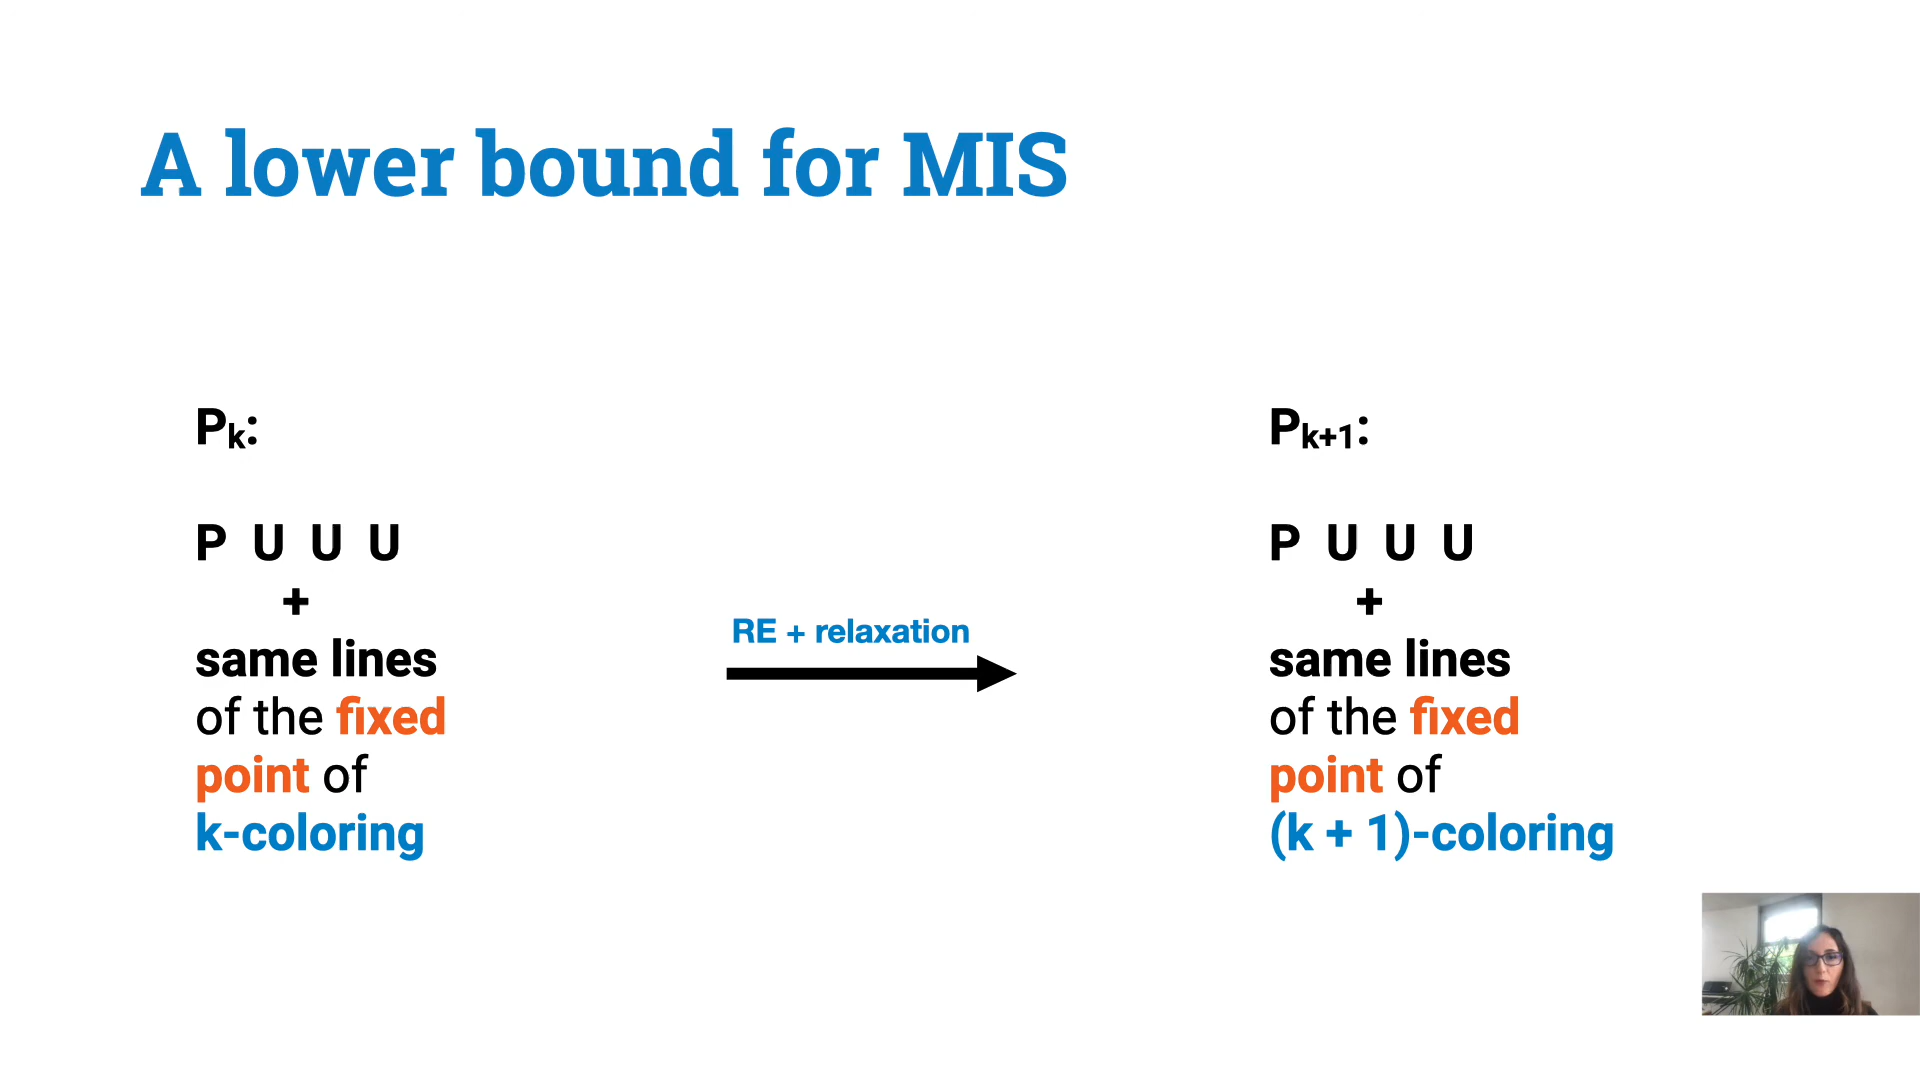 A lower bound for MIS
Pₖ:
P U U U
+
same lines
of the fixed
point of
k-coloring
RE + relaxation
Pₖ₊₁:
P U U U
+
same lines
of the fixed
point of
(k + 1)-coloring